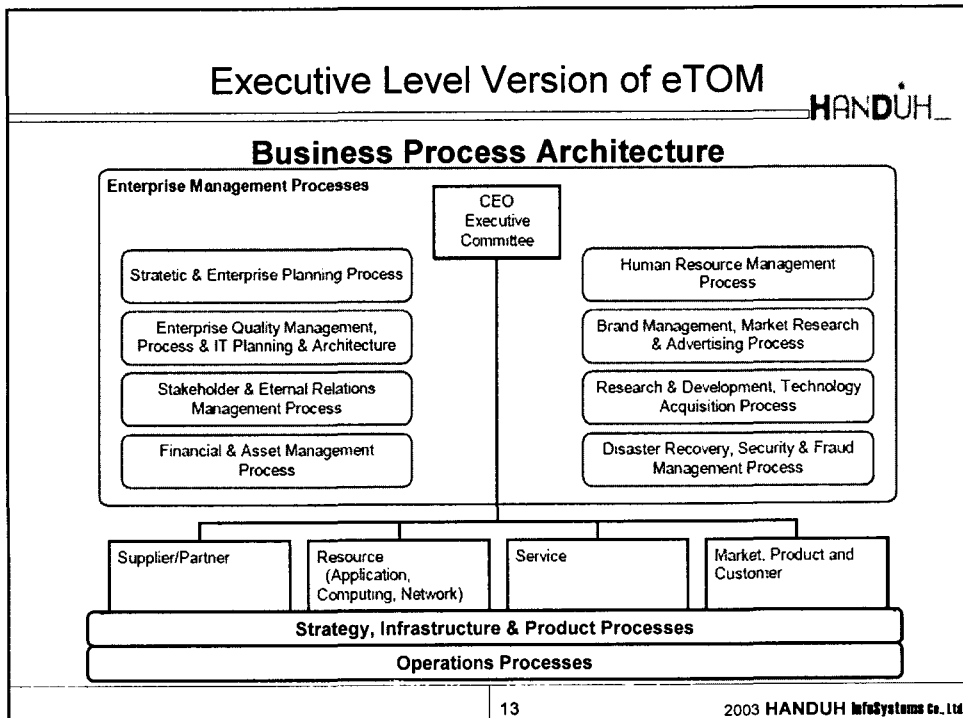 Executive Level Version of eTOM
HANDUH_
Business Process Architecture
Enterprise Management Processes
CEO
Executive
Committee
Stratetic & Enterprise Planning Process
Enterprise Quality Management,
Process & IT Planning & Architecture
Stakeholder & Eternal Relations
Management Process
Financial & Asset Management
Process
Human Resource Management
Process
Brand Management, Market Research
& Advertising Process
Research & Development, Technology
Acquisition Process
Disaster Recovery, Security & Fraud
Management Process
Supplier/Partner
Resource
(Application,
Computing, Network)
Service
Market, Product and
Customer
Strategy, Infrastructure & Product Processes
Operations Processes
13
2003 HANDUH InfoSystems Co., Ltd